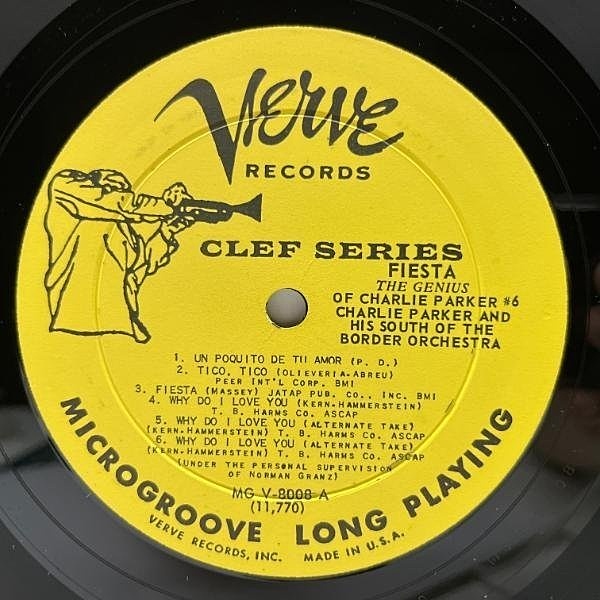 Verve
RECORDS
CLEF SERIES
FIESTA
THE GENIUS
OF CHARLIE PARKER #6
CHARLIE PARKER AND
HIS SOUTH OF THE
BORDER ORCHESTRA
1. UN POQUITO DE TU AMOR (P. D.)
2. TICO, TICO (OLIEVERIA-ABREU)
PEER INT'L CORP. BMI
3. FIESTA (MASSEY) JATAP PUB. CO., INC. BMI
4. WHY DO I LOVE YOU (KERN-HAMMERSTEIN)
T. B. HARMS CO. ASCAP
5. WHY DO I LOVE YOU (ALTERNATE TAKE)
(KERN-HAMMERSTEIN) T. B. HARMS CO. ASCAP
6. WHY DO I LOVE YOU (ALTERNATE TAKE)
(KERN-HAMMERSTEIN) T. B. HARMS CO. ASCAP
(UNDER THE PERSONAL SUPERVISION
OF NORMAN GRANZ)
MG V-8008 A
(11,770)
MICROGROOVE LONG PLAYING
VERVE RECORDS, INC. MADE IN U.S.A.